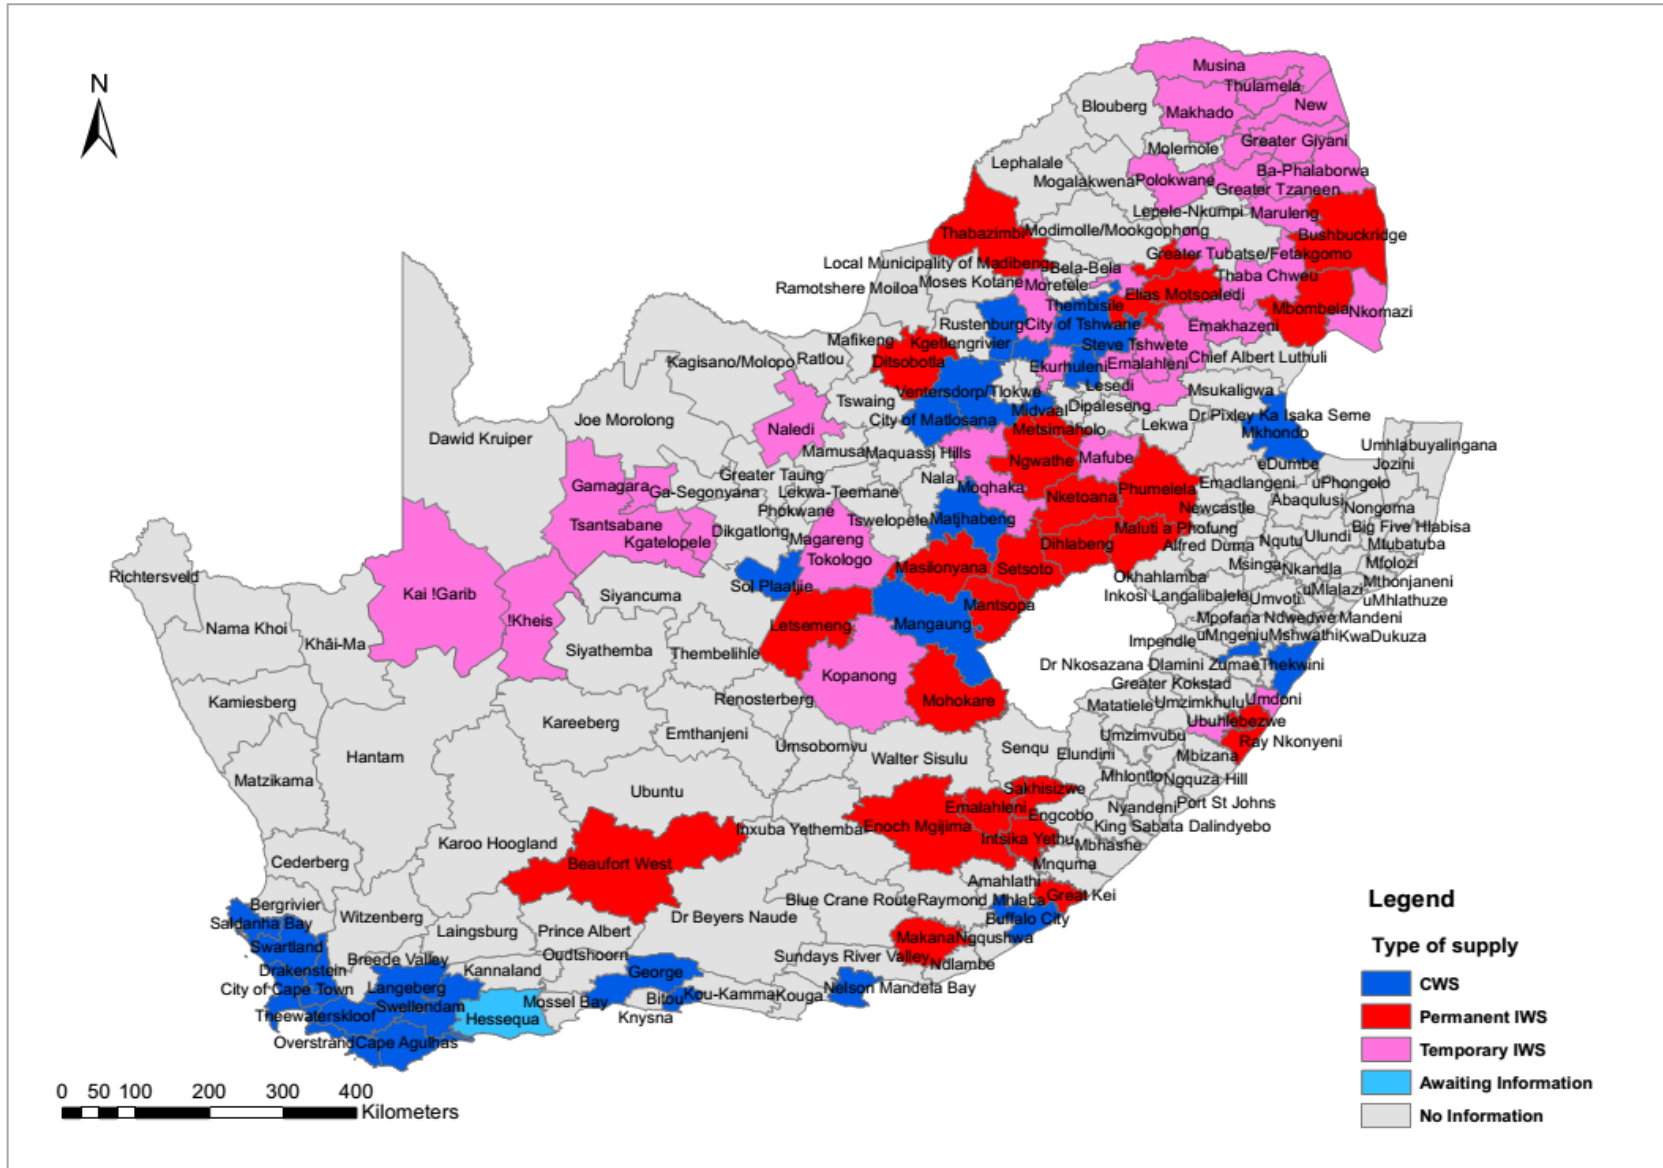 N
Musina
Thulamela
New
Makhado
Blouberg
Greater Giyani
Molemole
Lephalale
Ba-Phalaborwa
Mogalakwena
Polokwane
Greater Tzaneen
Lepele-Nkumpi
Maruleng
Thabazimbi
Modimolle/Mookgophong
Bushbuckridge
Greater Tubatse/Fetakgomo
Local Municipality of Madibeng
Bela-Bela
Thaba Chweu
Ramotshere Moiloa
Moses Kotane
Moretele
Elias Motsoaledi
Thembisile
Mbombela
Nkomazi
Rustenburg
City of Tshwane
Emakhazeni
Mafikeng
Kgetlengrivier
Steve Tshwete
Kagisano/Molopo
Ratlou
Ditsobotla
Ekurhuleni
Emalahleni
Chief Albert Luthuli
Ventersdorp/Tlokwe
Lesedi
Msukaligwa
Tswaing
Midvaal
Dipaleseng
Joe Morolong
City of Matlosana
Dr Pixley Ka Isaka Seme
Naledi
Metsimaholo
Lekwa
Mkhondo
Dawid Kruiper
Mamusa
Maquassi Hills
Ngwathe
Mafube
Umhlabuyalingana
eDumbe
Jozini
Greater Taung
Nala
Gamagara
Ga-Segonyana
Lekwa-Teemane
Moqhaka
Nketoana
Phumelela
Emadlangeni
uPhongolo
Abaqulusi
Phokwane
Newcastle
Nongoma
Tsantsabane
Dikgatlong
Tswelopele
Matjhabeng
Maluti a Phofung
Big Five Hlabisa
Kgatelopele
Magareng
Dihlabeng
Alfred Duma
Nqutu
Ulundi
Mtubatuba
Tokologo
Masilonyana
Setsoto
Msinga
Nkandla
Mfolozi
Richtersveld
Sol Plaatjie
Okhahlamba
Mthonjaneni
Kai !Garib
Siyancuma
Inkosi Langalibalele
Umvoti
uMlalazi
uMhlathuze
Mantsopa
!Kheis
Letsemeng
Mangaung
Mpofana
Ndwedwe
Mandeni
Nama Khoi
Khâi-Ma
Impendle
uMngeni
uMshwathi
KwaDukuza
Siyathemba
Thembelihle
Dr Nkosazana Dlamini Zuma
eThekwini
Kopanong
Greater Kokstad
Kamiesberg
Renosterberg
Mohokare
Matatiele
Umzimkhulu
Umdoni
Kareeberg
Emthanjeni
Ubuhlebezwe
Umsobomvu
Senqu
Umzimvubu
Ray Nkonyeni
Hantam
Walter Sisulu
Elundini
Mbizana
Matzikama
Mhlontlo
Ngquza Hill
Ubuntu
Sakhisizwe
Nyandeni
Port St Johns
Emalahleni
Engcobo
Inxuba Yethemba
Enoch Mgijima
King Sabata Dalindyebo
Karoo Hoogland
Intsika Yethu
Mbhashe
Cederberg
Beaufort West
Mnquma
Amahlathi
Bergrivier
Blue Crane Route
Raymond Mhlaba
Great Kei
Saldanha Bay
Witzenberg
Dr Beyers Naude
Buffalo City
Laingsburg
Prince Albert
Makana
Ngqushwa
Swartland
Breede Valley
Oudtshoorn
Sundays River Valley
Ndlambe
Drakenstein
Kannaland
George
City of Cape Town
Langeberg
Mossel Bay
Bitou
Kou-Kamma
Kouga
Nelson Mandela Bay
Theewaterskloof
Swellendam
Hessequa
Knysna
Overstrand
Cape Agulhas
0 50 100 200 300 400
Kilometers
Legend
Type of supply
CWS
Permanent IWS
Temporary IWS
Awaiting Information
No Information